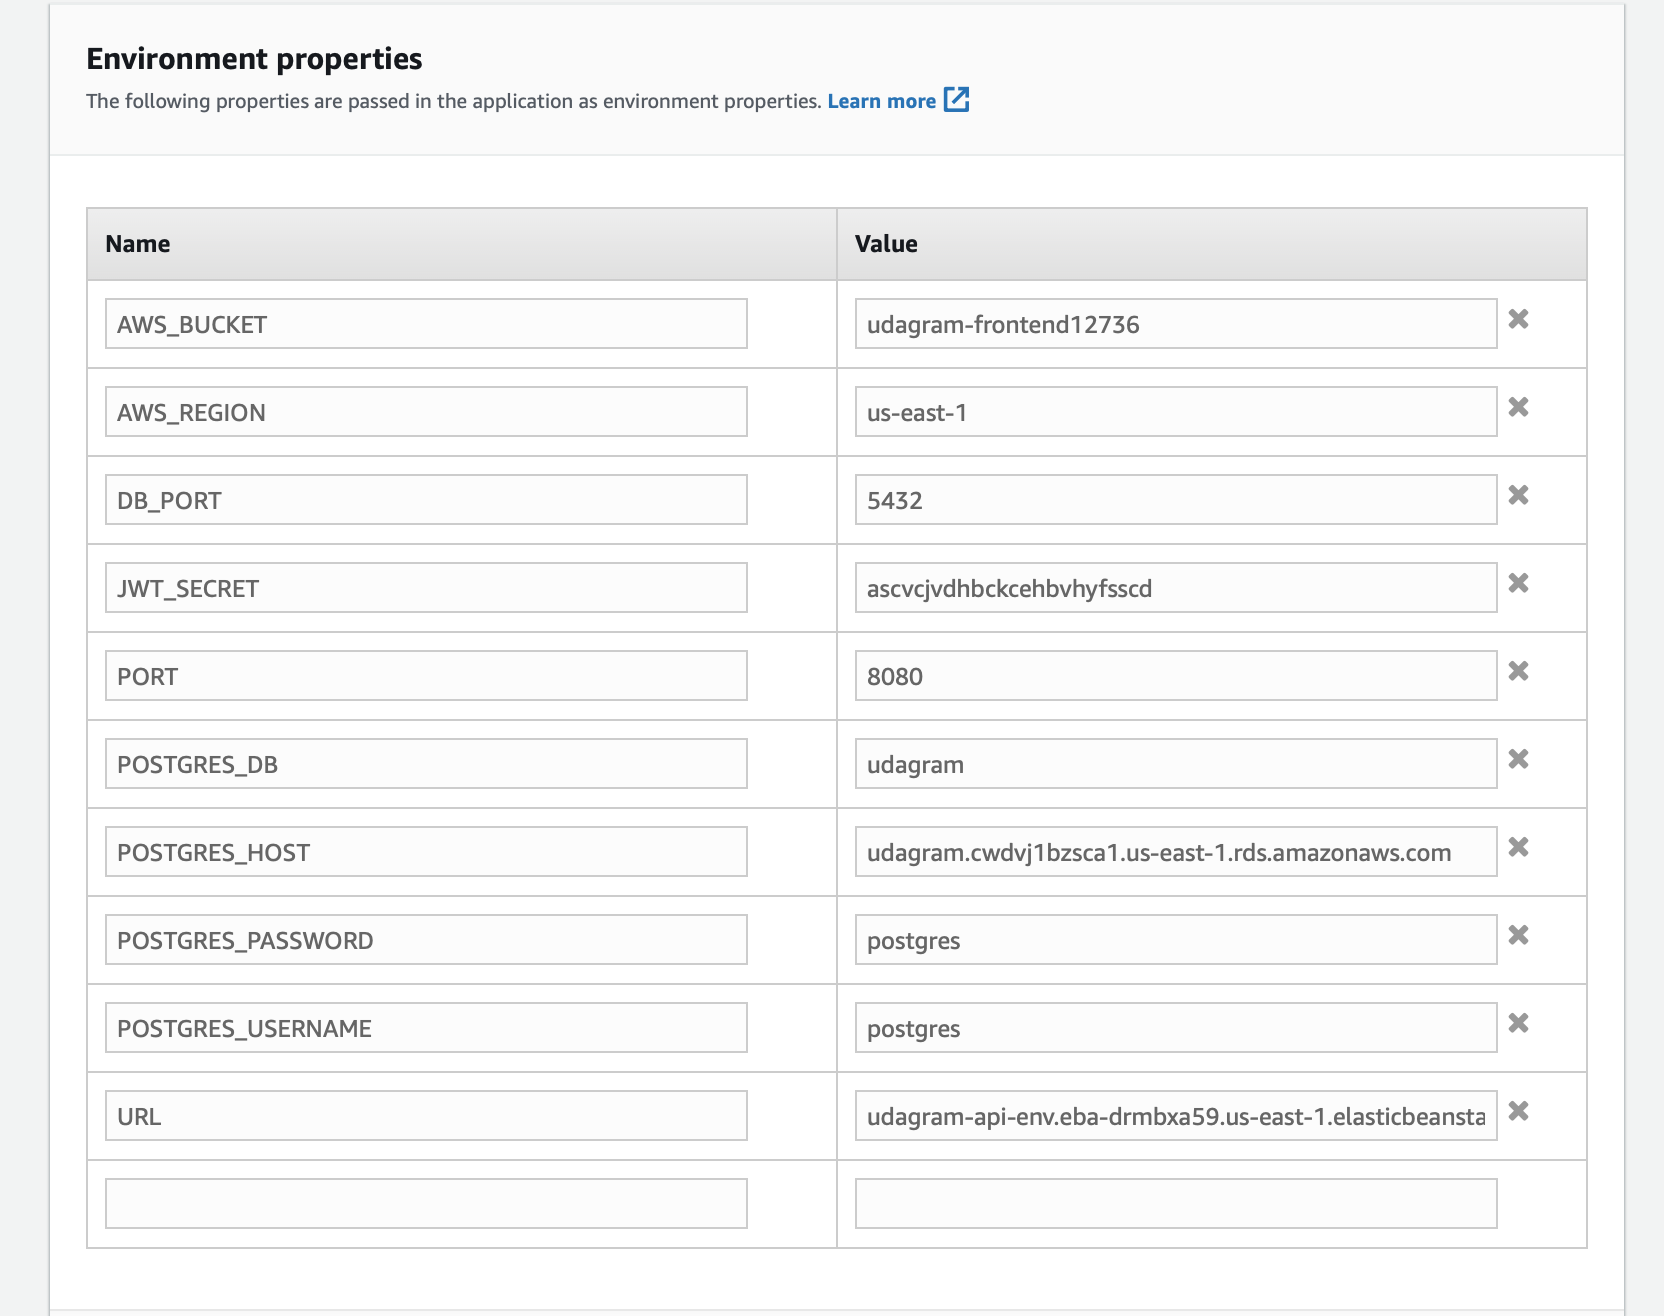 Environment properties
The following properties are passed in the application as environment properties. Learn more
Name Value
AWS_BUCKET udagram-frontend12736
AWS_REGION us-east-1
DB_PORT 5432
JWT_SECRET ascvcjvdhbckcehbvhyfsscd
PORT 8080
POSTGRES_DB udagram
POSTGRES_HOST udagram.cwdvj1bzsca1.us-east-1.rds.amazonaws.com
POSTGRES_PASSWORD postgres
POSTGRES_USERNAME postgres
URL udagram-api-env.eba-drmbxa59.us-east-1.elasticbeansta